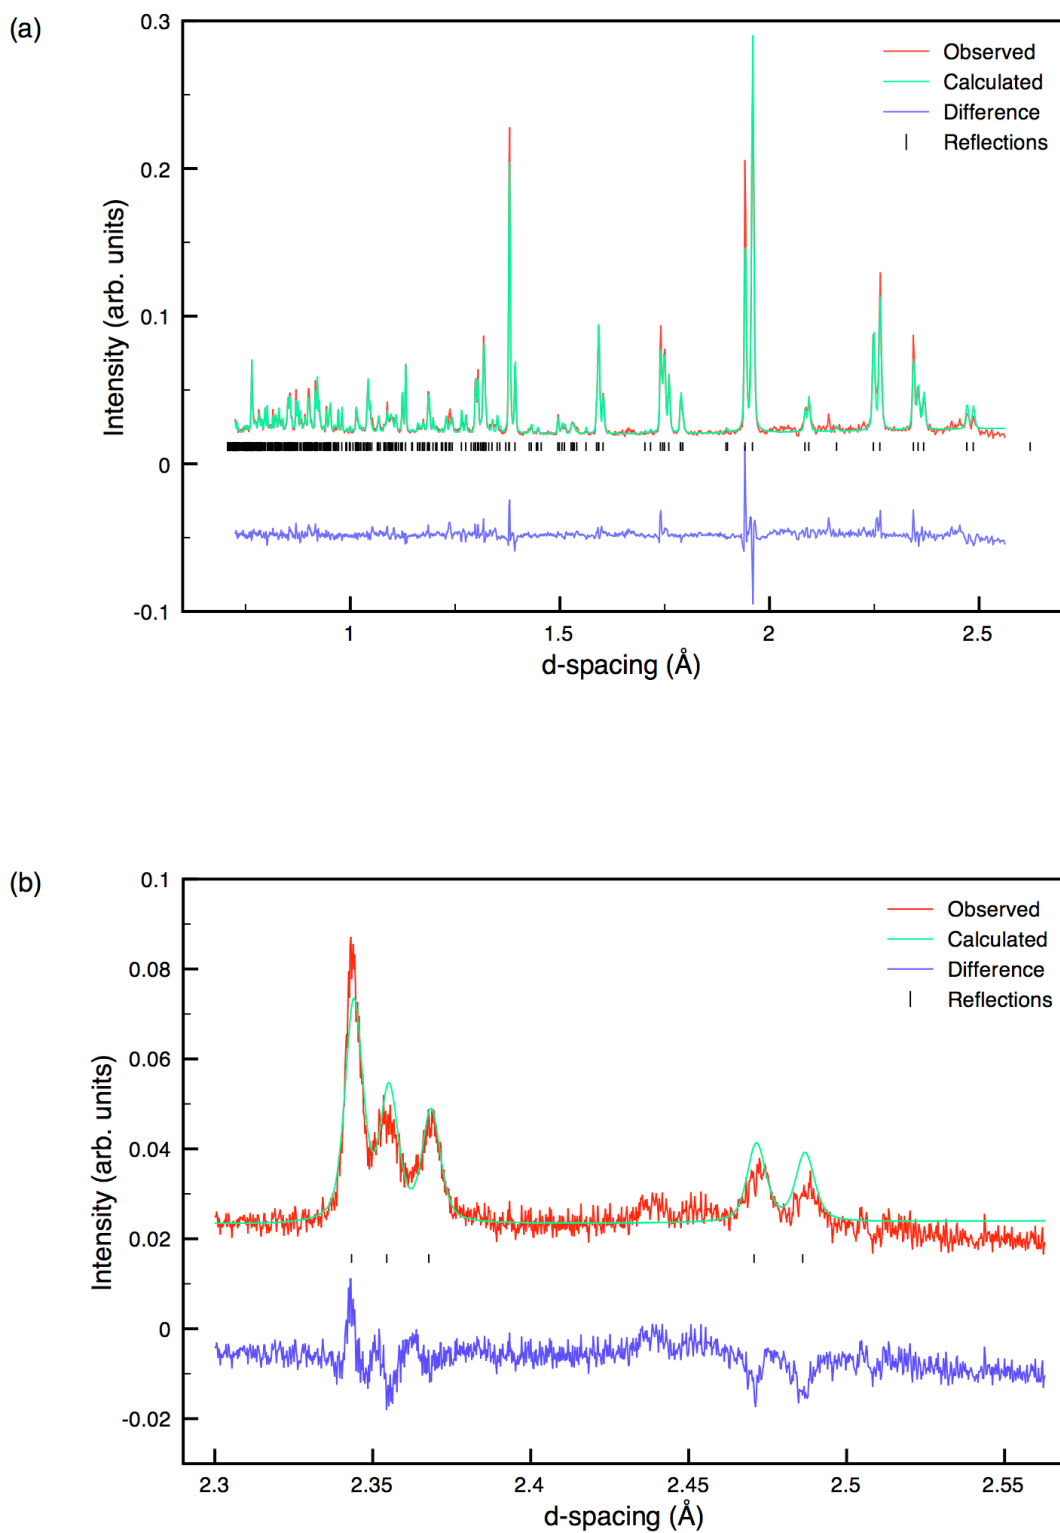 (a)
0.3
Observed
Calculated
Difference
Reflections
0.2
0.1
0
-0.1
Intensity (arb. units)
1
1.5
2
2.5
d-spacing (Å)
(b)
0.1
Observed
Calculated
Difference
Reflections
0.08
0.06
0.04
0.02
0
-0.02
Intensity (arb. units)
2.3
2.35
2.4
2.45
2.5
2.55
d-spacing (Å)